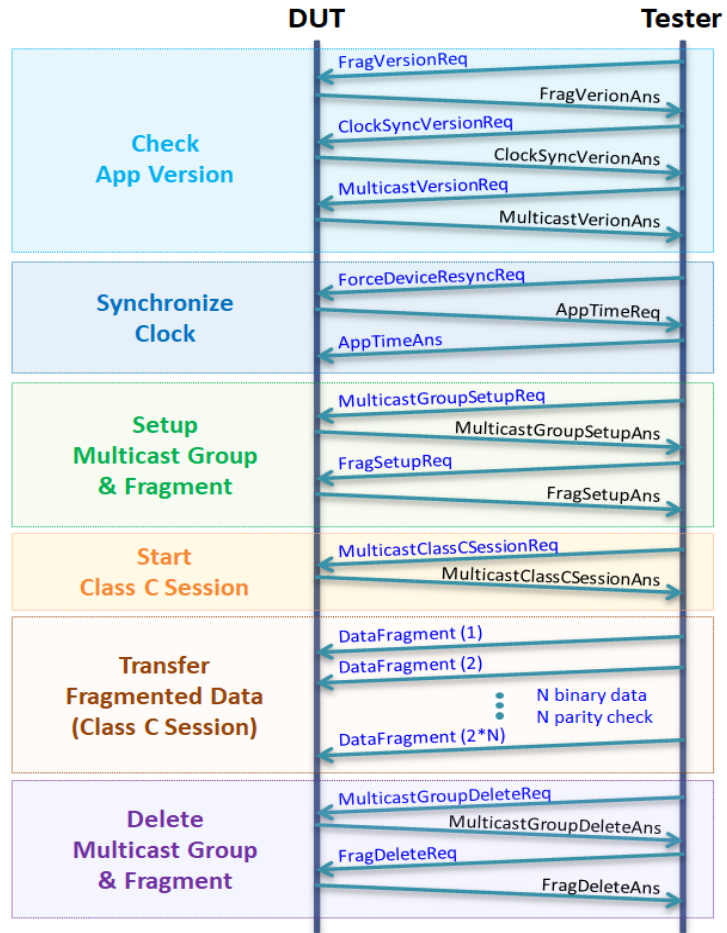 DUT
Tester
Check
App Version
FragVersionReq
FragVerionAns
ClockSyncVersionReq
ClockSyncVerionAns
MulticastVersionReq
MulticastVerionAns
Synchronize
Clock
ForceDeviceResyncReq
AppTimeReq
AppTimeAns
Setup
Multicast Group
& Fragment
MulticastGroupSetupReq
MulticastGroupSetupAns
FragSetupReq
FragSetupAns
Start
Class C Session
MulticastClassCSessionReq
MulticastClassCSessionAns
Transfer
Fragmented Data
(Class C Session)
DataFragment (1)
DataFragment (2)
N binary data
N parity check
DataFragment (2*N)
Delete
Multicast Group
& Fragment
MulticastGroupDeleteReq
MulticastGroupDeleteAns
FragDeleteReq
FragDeleteAns